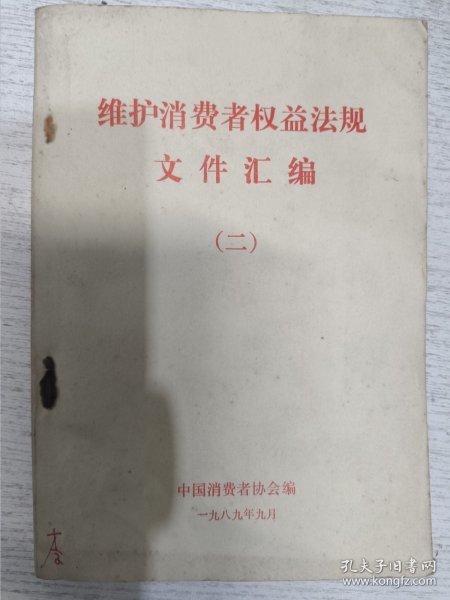 维护消费者权益法规
文件汇编
(二)
中国消费者协会编
一九八九年九月
孔夫子旧书网
www.kongfz.com